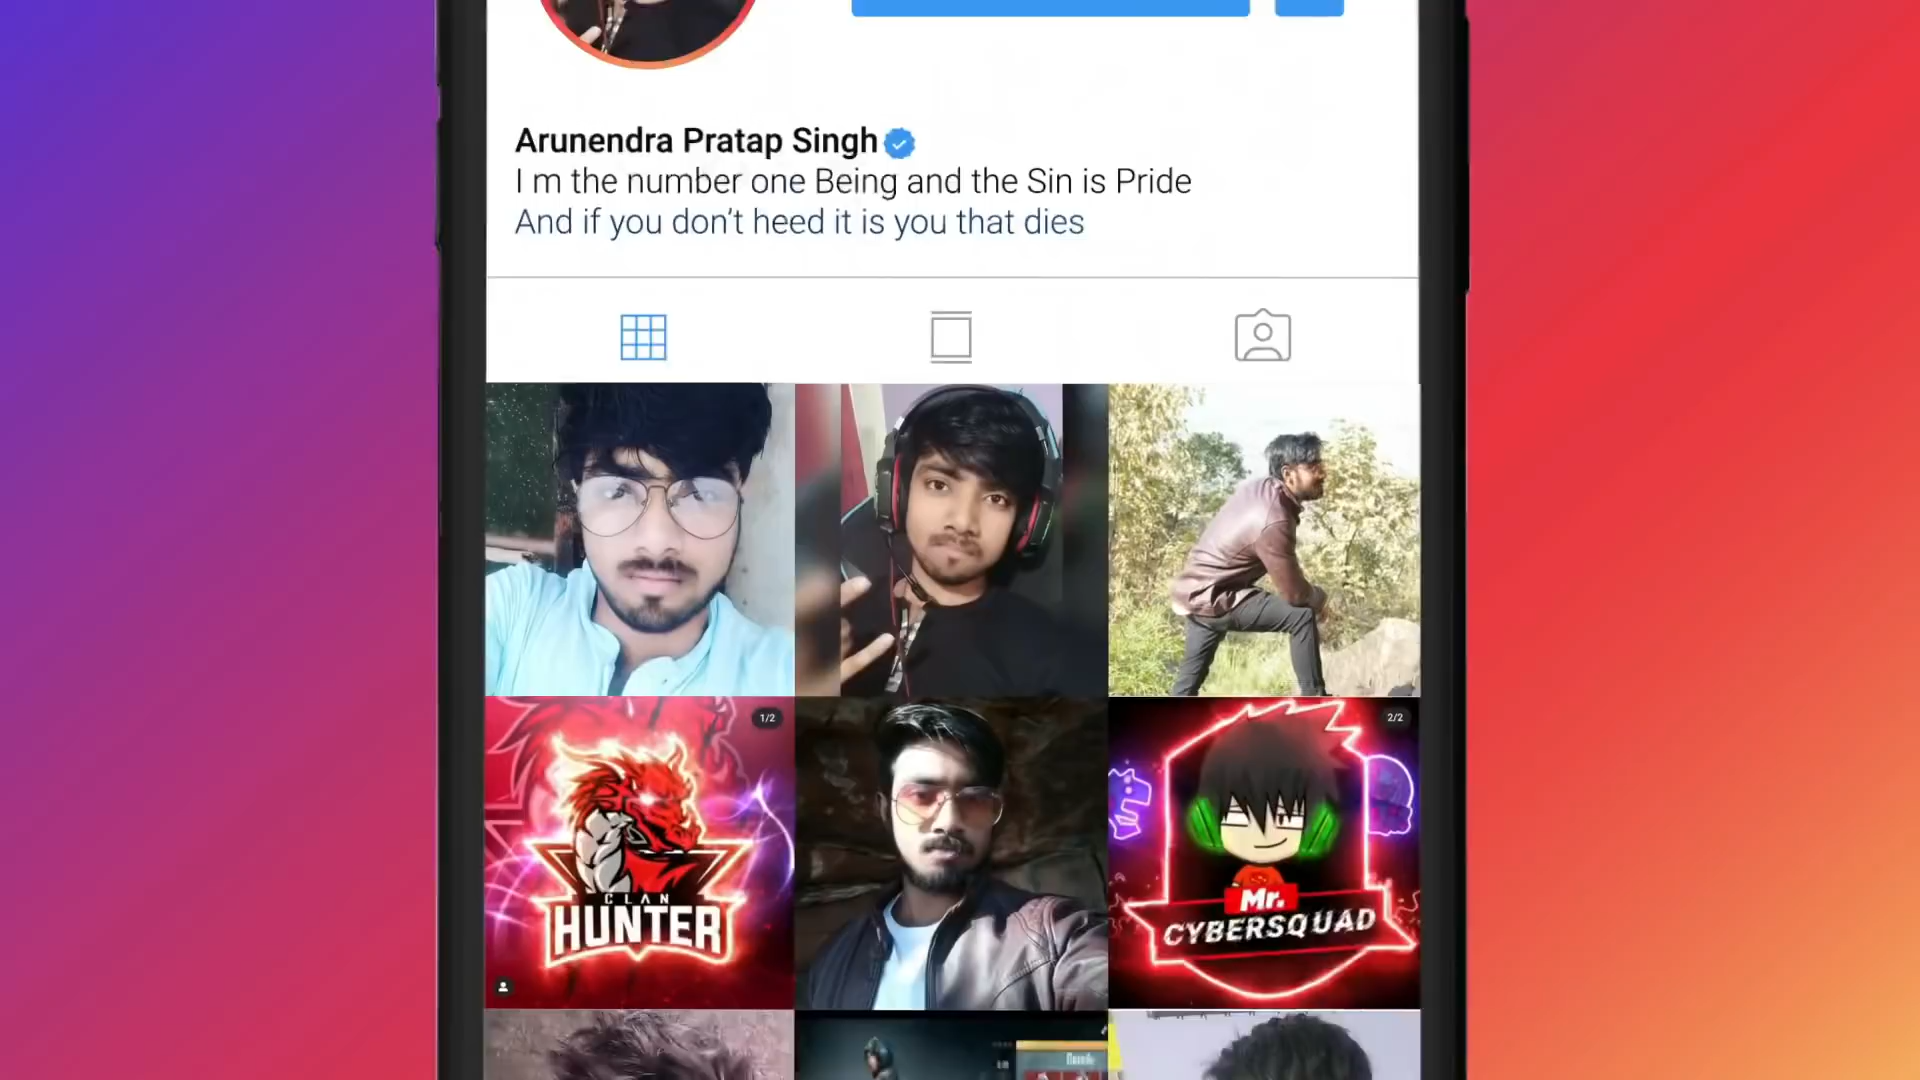 Arunendra Pratap Singh
I m the number one Being and the Sin is Pride
And if you don't heed it is you that dies
1/2
2/2
CLAN
HUNTER
Mr.
CYBERSQUAD